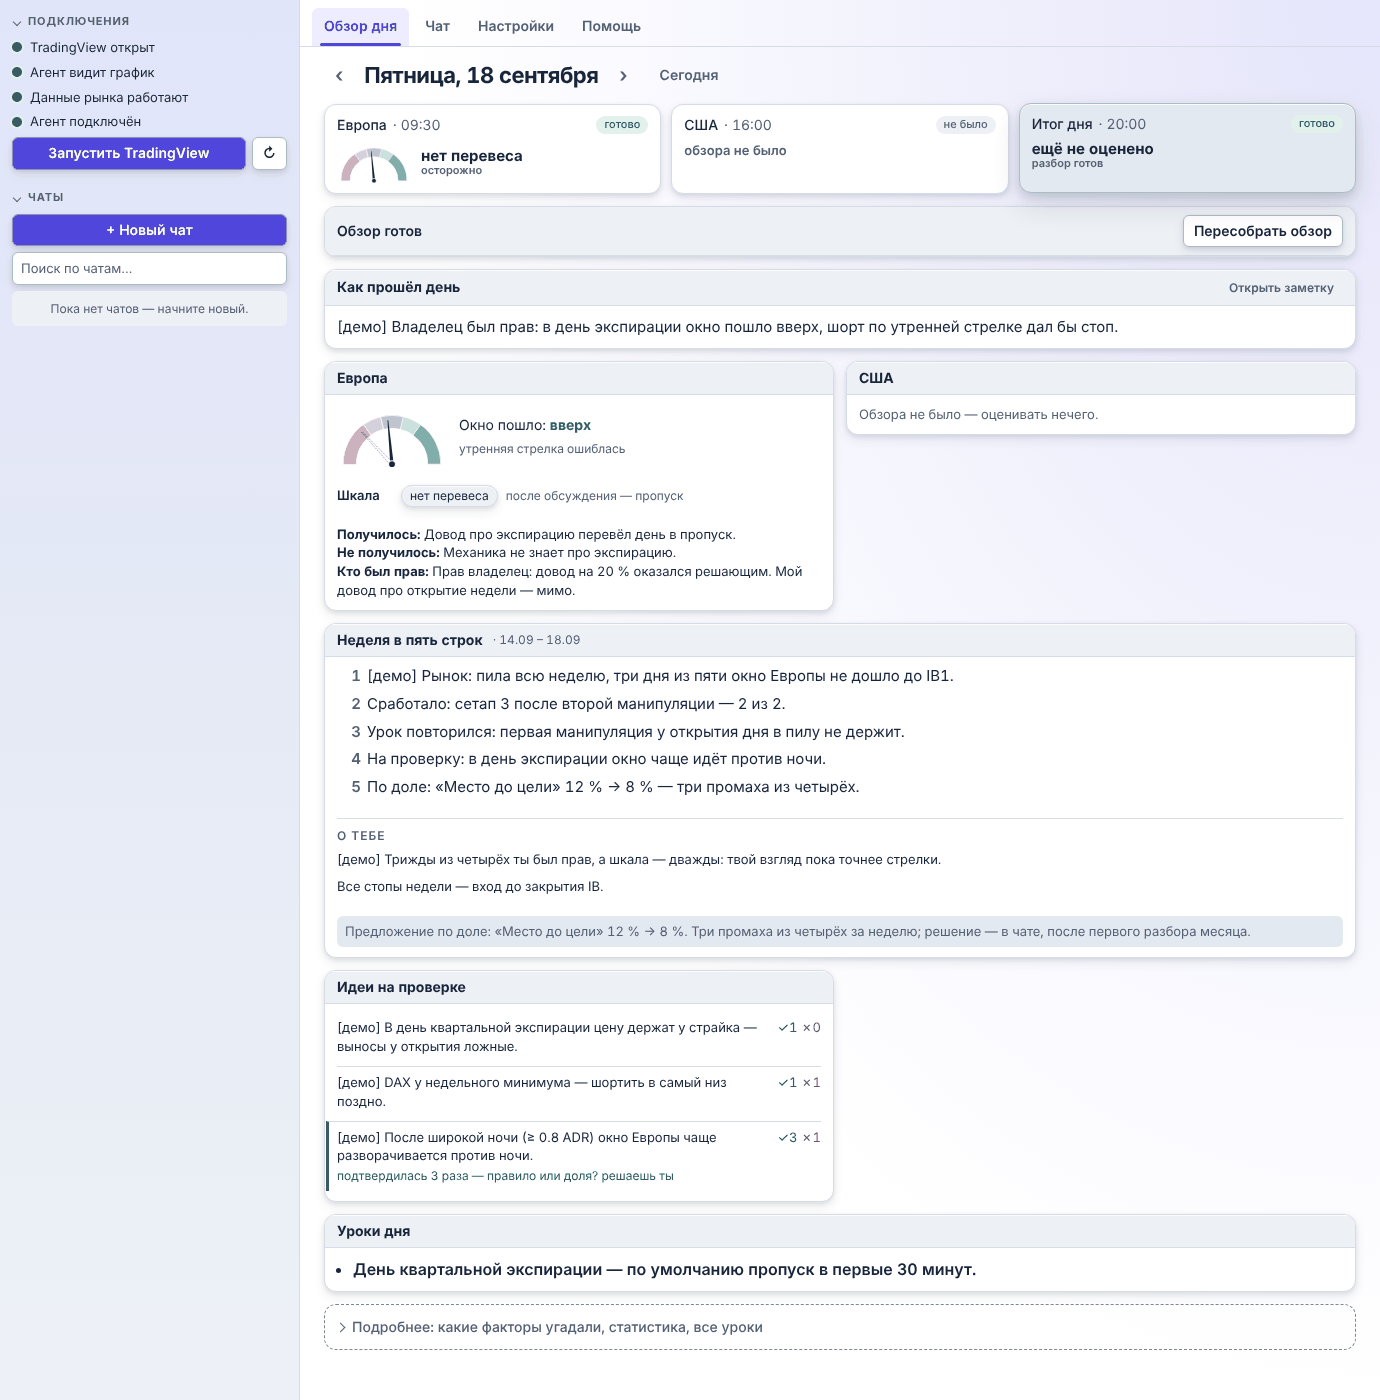 ПОДКЛЮЧЕНИЯ
TradingView открыт
Агент видит график
Данные рынка работают
Агент подключён
Запустить TradingView
ЧАТЫ
+ Новый чат
Поиск по чатам...
Пока нет чатов — начните новый.
Обзор дня Чат Настройки Помощь
Пятница, 18 сентября Сегодня
Европа · 09:30 готово
нет перевеса
осторожно
США · 16:00 не было
обзора не было
Итог дня · 20:00 готово
ещё не оценено
разбор готов
Обзор готов Пересобрать обзор
Как прошёл день Открыть заметку
[демо] Владелец был прав: в день экспирации окно пошло вверх, шорт по утренней стрелке дал бы стоп.
Европа
Окно пошло: вверх
утренняя стрелка ошиблась
Шкала нет перевеса после обсуждения — пропуск
Получилось: Довод про экспирацию перевёл день в пропуск.
Не получилось: Механика не знает про экспирацию.
Кто был прав: Прав владелец: довод на 20 % оказался решающим. Мой
довод про открытие недели — мимо.
США
Обзора не было — оценивать нечего.
Неделя в пять строк · 14.09 – 18.09
1 [демо] Рынок: пила всю неделю, три дня из пяти окно Европы не дошло до IB1.
2 Сработало: сетап 3 после второй манипуляции — 2 из 2.
3 Урок повторился: первая манипуляция у открытия дня в пилу не держит.
4 На проверку: в день экспирации окно чаще идёт против ночи.
5 По доле: «Место до цели» 12 % → 8 % — три промаха из четырёх.
О ТЕБЕ
[демо] Трижды из четырёх ты был прав, а шкала — дважды: твой взгляд пока точнее стрелки.
Все стопы недели — вход до закрытия IB.
Предложение по доле: «Место до цели» 12 % → 8 %. Три промаха из четырёх за неделю; решение — в чате, после первого разбора месяца.
Идеи на проверке
[демо] В день квартальной экспирации цену держат у страйка — ✓1 ×0
выносы у открытия ложные.
[демо] DAX у недельного минимума — шортить в самый низ ✓1 ×1
поздно.
[демо] После широкой ночи (≥ 0.8 ADR) окно Европы чаще ✓3 ×1
разворачивается против ночи.
подтвердилась 3 раза — правило или доля? решаешь ты
Уроки дня
• День квартальной экспирации — по умолчанию пропуск в первые 30 минут.
Подробнее: какие факторы угадали, статистика, все уроки